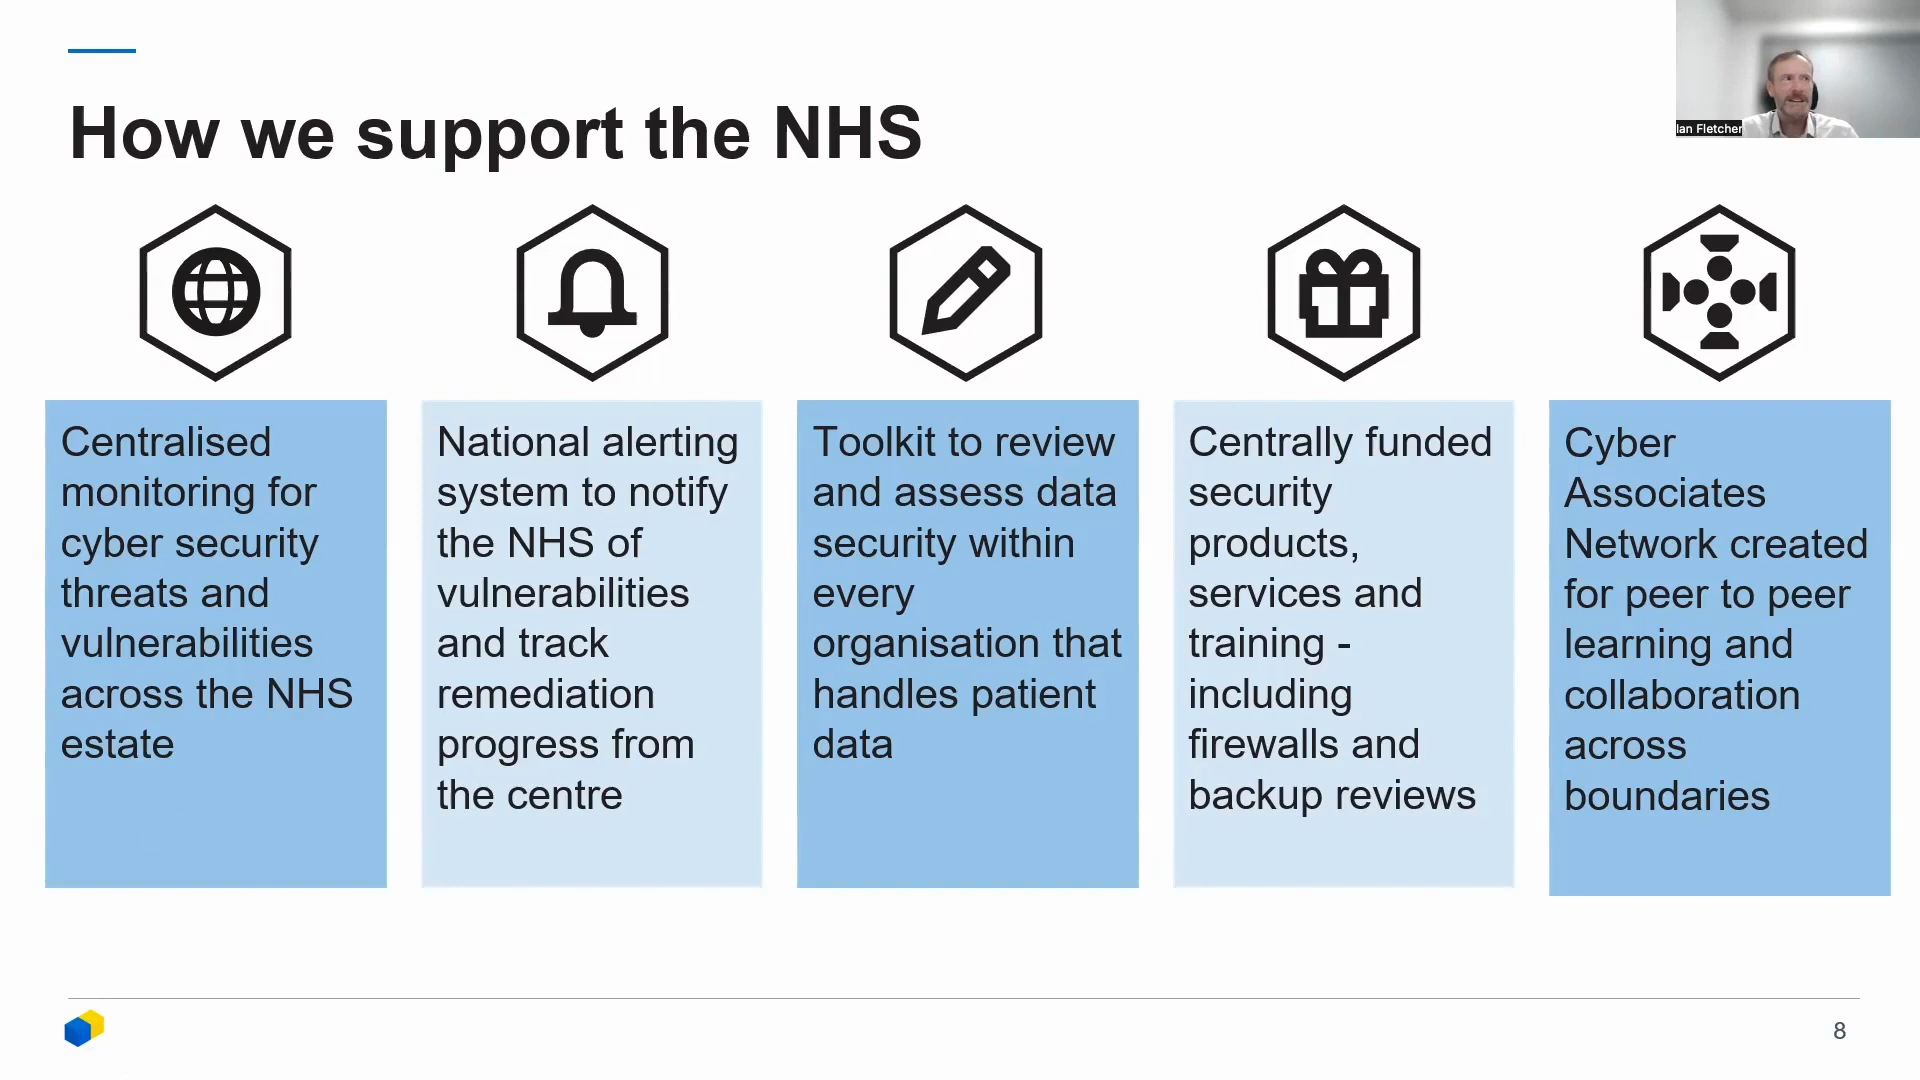 How we support the NHS
Ian Fletcher
Centralised
monitoring for
cyber security
threats and
vulnerabilities
across the NHS
estate
National alerting
system to notify
the NHS of
vulnerabilities
and track
remediation
progress from
the centre
Toolkit to review
and assess data
security within
every
organisation that
handles patient
data
Centrally funded
security
products,
services and
training -
including
firewalls and
backup reviews
Cyber
Associates
Network created
for peer to peer
learning and
collaboration
across
boundaries
8